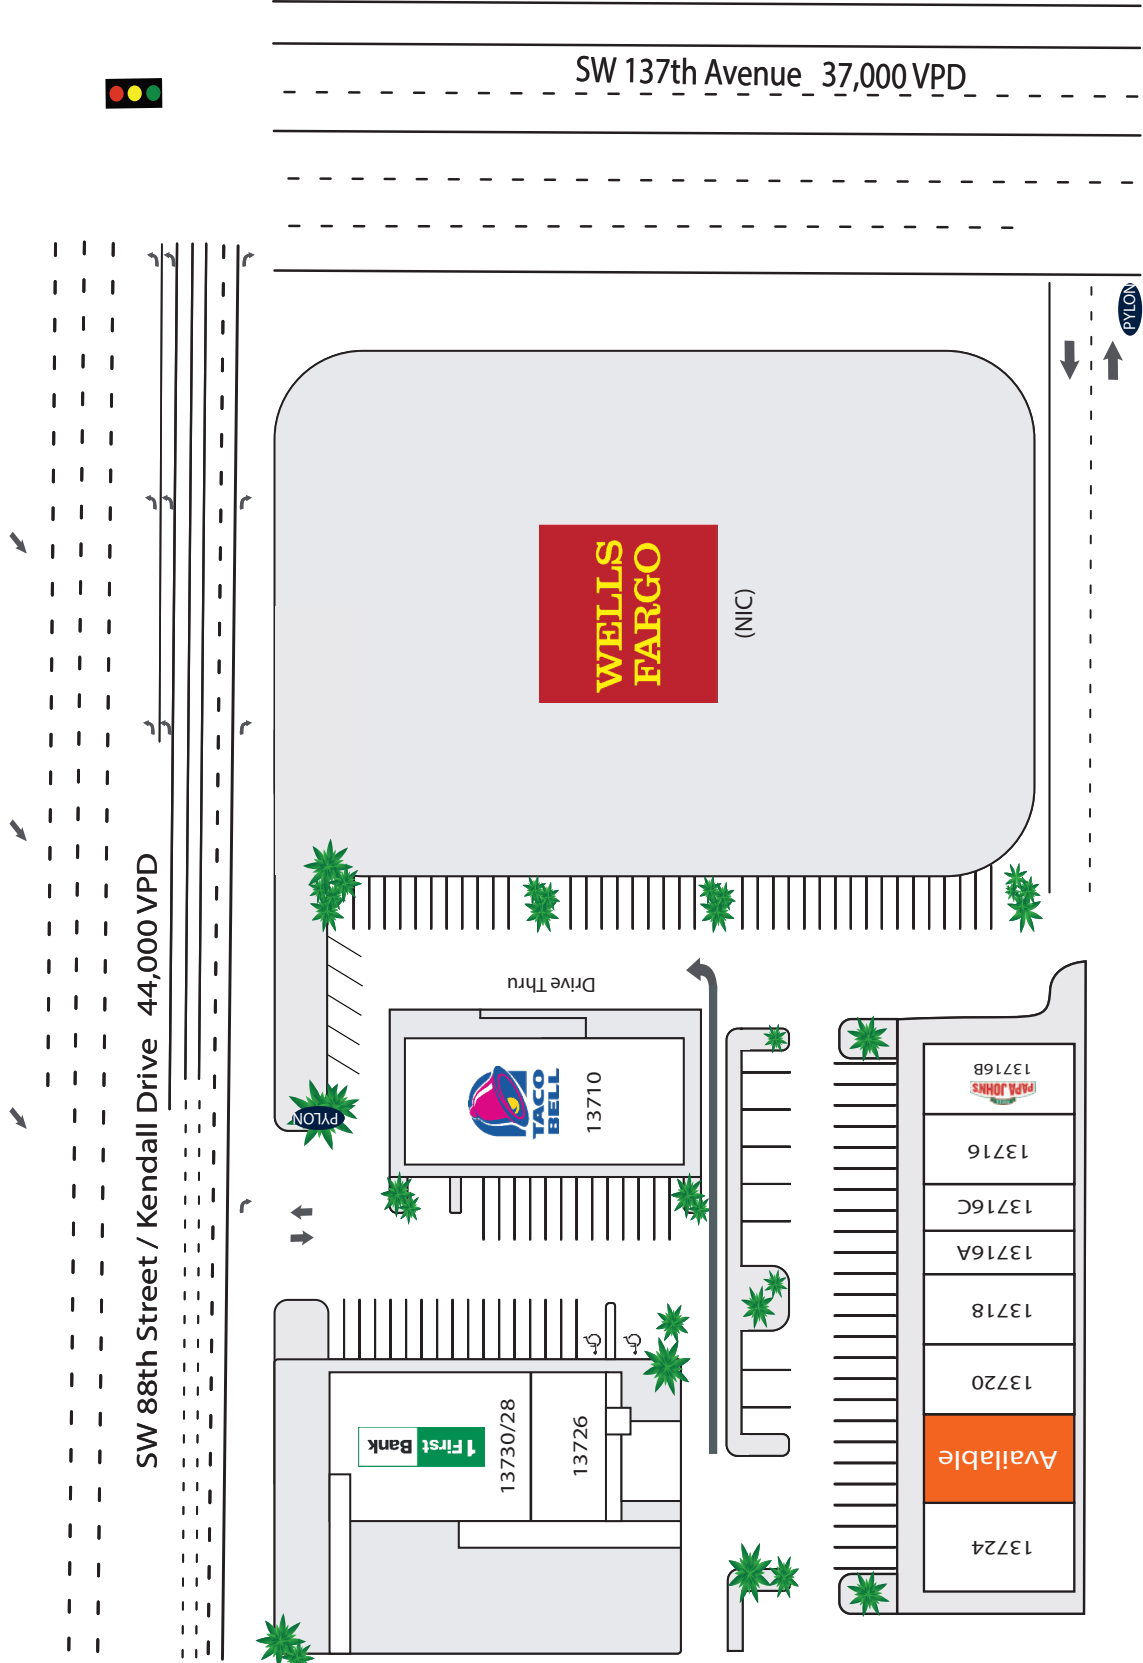 SW 137th Avenue 37,000 VPD
PYLON
WELLS
FARGO
(NIC)
SW 88th Street / Kendall Drive 44,000 VPD
Drive Thru
PYLON
TACO
BELL
13710
13716B
PAPA JOHN'S
13716
13716C
13716A
13718
13720
Available
13724
1 First
Bank
13730/28
13726